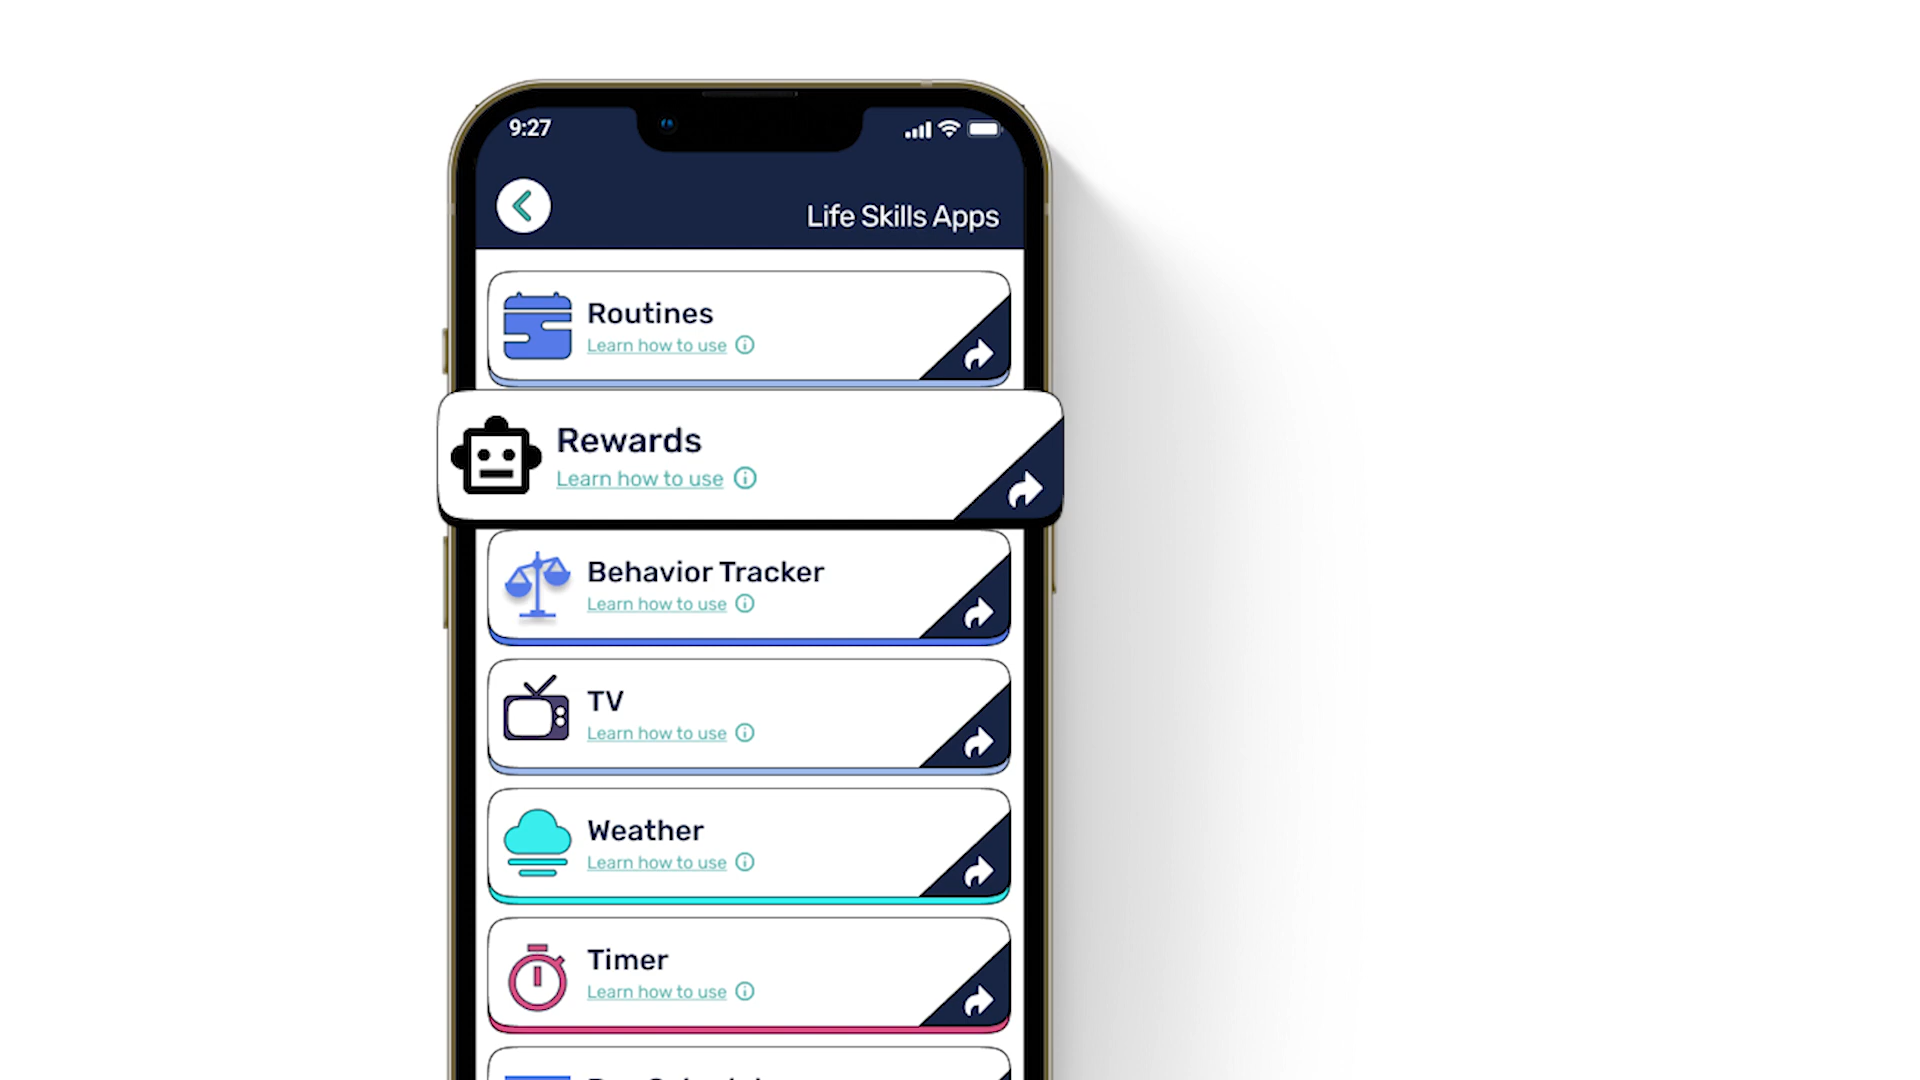 9:27
Life Skills Apps
Routines
Learn how to use
Rewards
Learn how to use
Behavior Tracker
Learn how to use
TV
Learn how to use
Weather
Learn how to use
Timer
Learn how to use